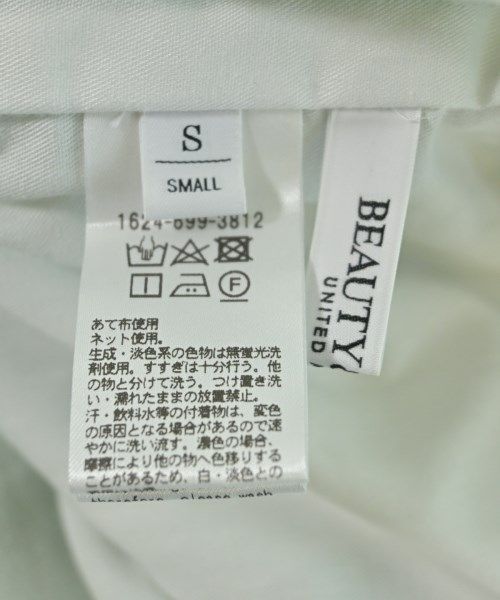 S
SMALL
1624-699-3812
あて布使用
ネット使用。
生成・淡色系の色物は無蛍光洗
剤使用。すすぎは十分行う。他
の物と分けて洗う。つけ置き洗
い・濡れたままの放置禁止。
汗・飲料水等の付着物は、変色
の原因となる場合があるので速
やかに洗い流す。濃色の場合、
摩擦により他の物へ色移りする
ことがあるため、白・淡色との
BEAUTY&
UNITED